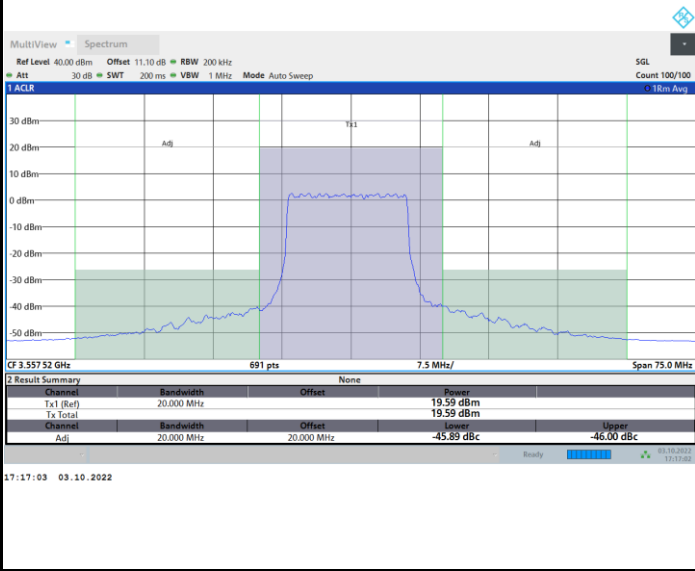 MultiView Spectrum
Ref Level 40.00 dBm Offset 11.10 dB RBW 200 kHz SGL
Att 30 dB SWT 200 ms VBW 1 MHz Mode Auto Sweep Count 100/100
1 ACLR 1Rm Avg
Tx1
30 dBm
Adj Adj
20 dBm
10 dBm
0 dBm
-10 dBm
-20 dBm
-30 dBm
-40 dBm
-50 dBm
CF 3.557 52 GHz 691 pts 7.5 MHz/ Span 75.0 MHz
2 Result Summary None
Channel Bandwidth Offset Power
Tx1 (Ref) 20.000 MHz 19.59 dBm
Tx Total 19.59 dBm
Channel Bandwidth Offset Lower Upper
Adj 20.000 MHz 20.000 MHz -45.89 dBc -46.00 dBc
Ready 03.10.2022
17:17:02
17:17:03 03.10.2022